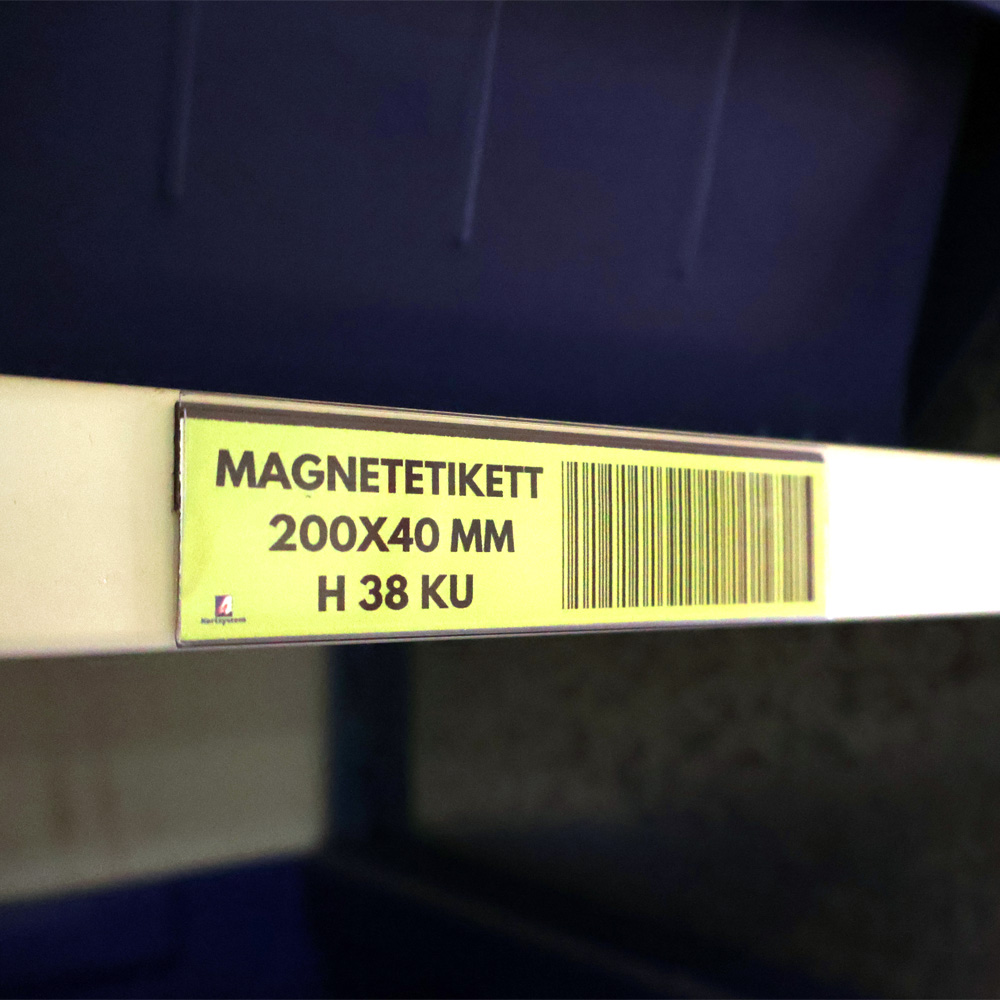 MAGNETETIKETT
200X40 MM
H 38 KU